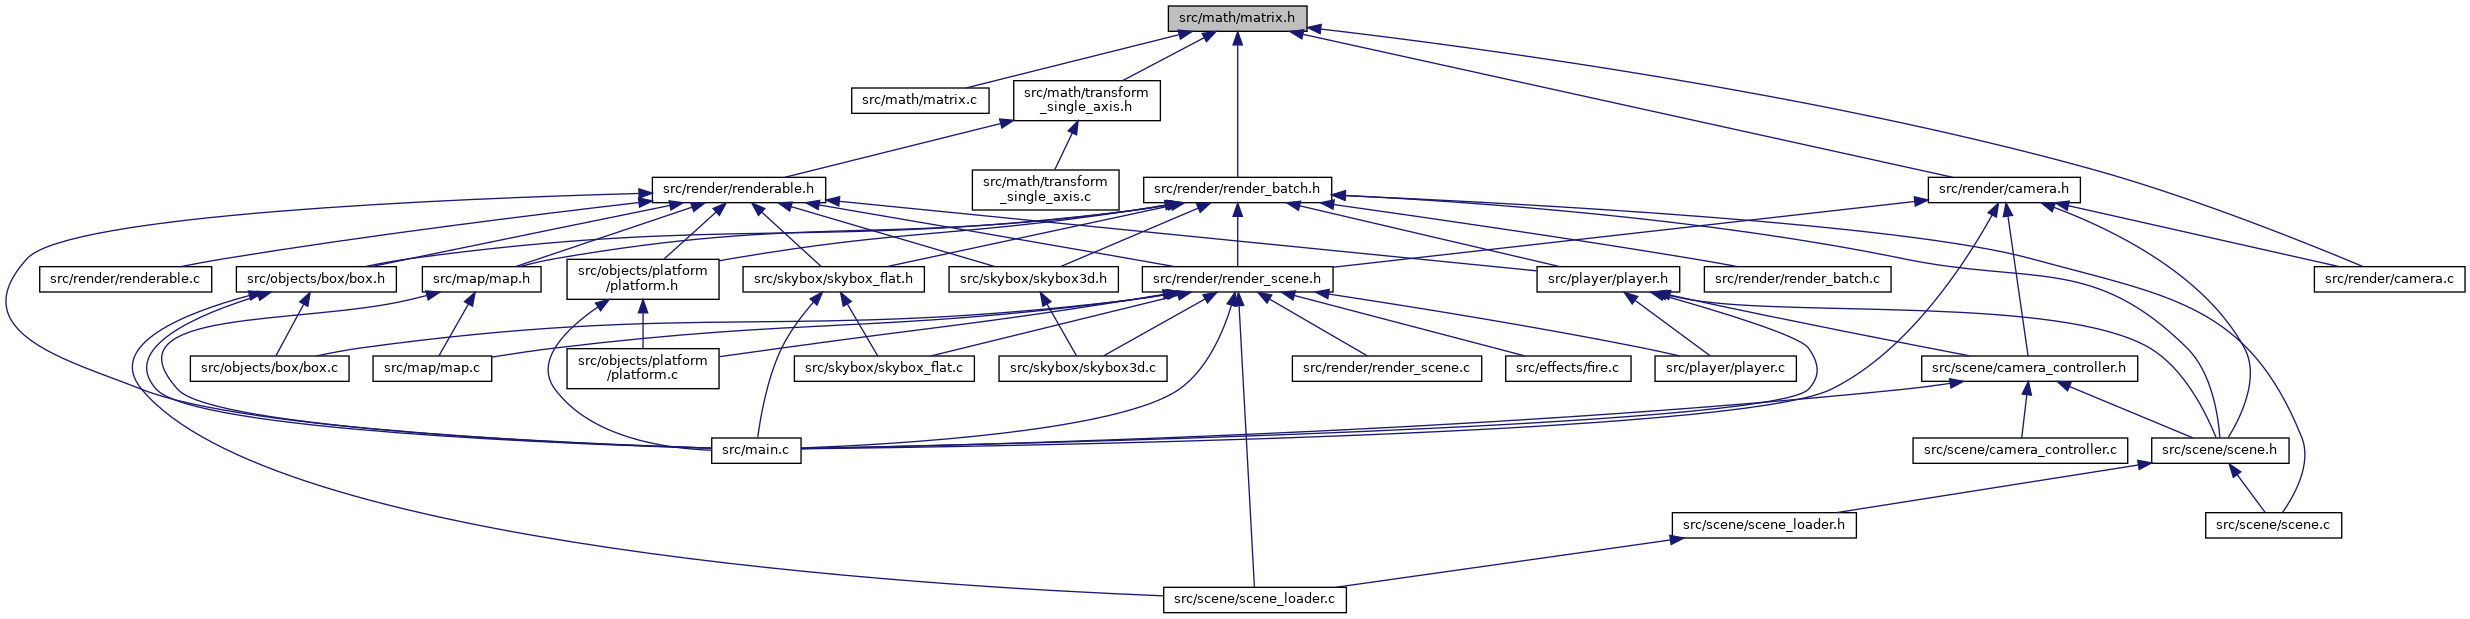 src/math/matrix.h
src/math/matrix.c
src/math/transform
_single_axis.h
src/render/renderable.h
src/math/transform
_single_axis.c
src/render/render_batch.h
src/render/camera.h
src/render/renderable.c
src/objects/box/box.h
src/map/map.h
src/objects/platform
/platform.h
src/skybox/skybox_flat.h
src/skybox/skybox3d.h
src/render/render_scene.h
src/player/player.h
src/render/render_batch.c
src/render/camera.c
src/objects/box/box.c
src/map/map.c
src/objects/platform
/platform.c
src/skybox/skybox_flat.c
src/skybox/skybox3d.c
src/render/render_scene.c
src/effects/fire.c
src/player/player.c
src/scene/camera_controller.h
src/main.c
src/scene/camera_controller.c
src/scene/scene.h
src/scene/scene_loader.h
src/scene/scene.c
src/scene/scene_loader.c